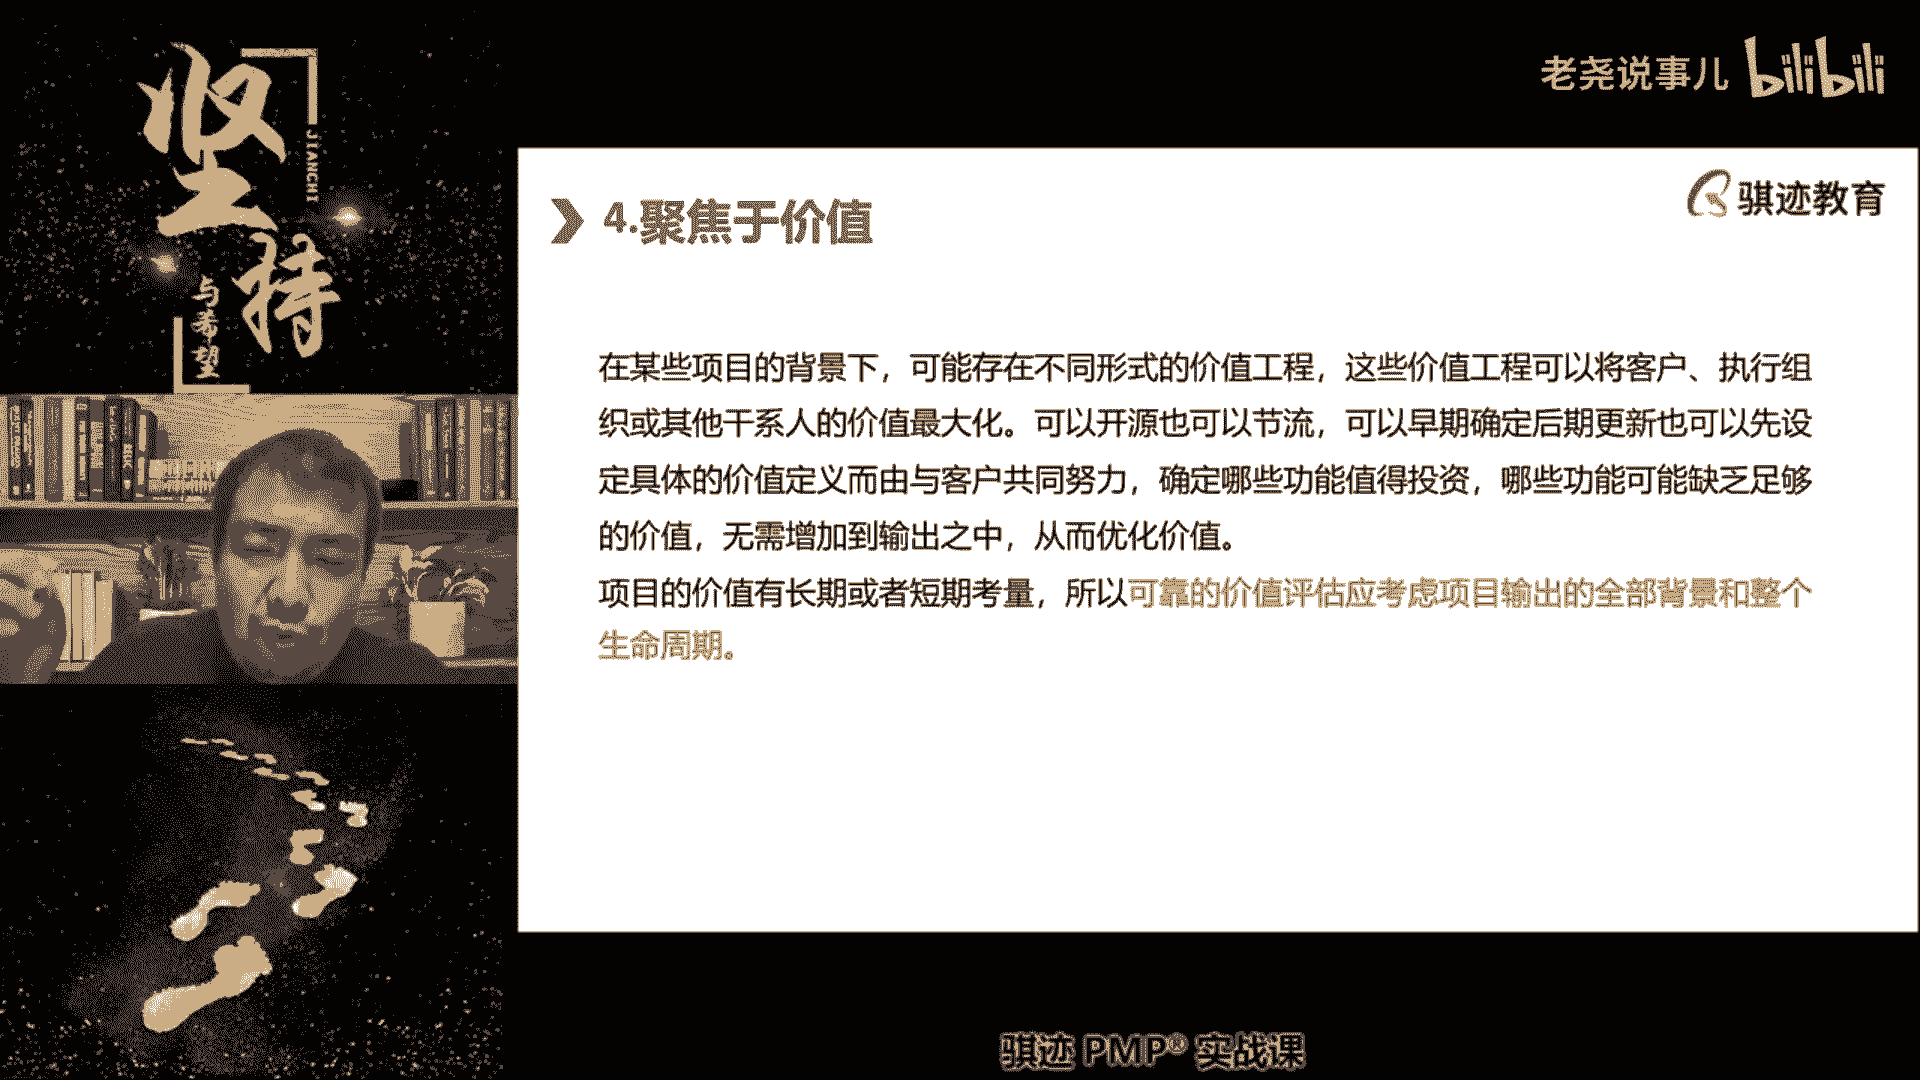 坚持
JIANCHI
与希望
老尧说事儿 bilibili
骐迹教育
4.聚焦于价值
在某些项目的背景下，可能存在不同形式的价值工程，这些价值工程可以将客户、执行组
织或其他干系人的价值最大化。可以开源也可以节流，可以早期确定后期更新也可以先设
定具体的价值定义而由与客户共同努力，确定哪些功能值得投资，哪些功能可能缺乏足够
的价值，无需增加到输出之中，从而优化价值。
项目的价值有长期或者短期考量，所以可靠的价值评估应考虑项目输出的全部背景和整个
生命周期。
骐迹 PMP® 实战课